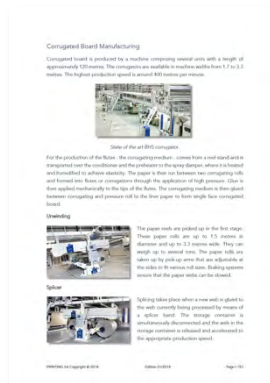 Corrugated Board Manufacturing
Corrugated board is produced by a machine comprising several units with a length of
approximately 120 metres. The corrugators are available in machine widths from 1.7 to 3.3
metres. The highest production speed is around 400 metres per minute.
State of the art BHS corrugator
For the production of the flutes, the corrugating medium, comes from a reel stand and is
transported over the conditioner and the preheater to the spray damper, where it is heated
and humidified to achieve elasticity. The paper is then run between two corrugating rolls
and formed into flutes or corrugations through the application of high pressure. Glue is
then applied mechanically to the tips of the flutes. The corrugating medium is then glued
between corrugating and pressure roll to the liner paper to form single face corrugated
board.
Unwinding
The paper reels are picked up in the first stage.
These paper rolls are up to 1.5 metres in
diameter and up to 3.3 metres wide. They can
weigh up to several tons. The paper rolls are
taken up by pick-up arms that are adjustable at
the sides to fit various roll sizes. Braking systems
ensure that the paper webs can be slowed.
Splicer
Splicing takes place when a new web is glued to
the web currently being processed by means of
a splicer band. The storage container is
simultaneously disconnected and the web in the
storage container is released and accelerated to
the appropriate production speed.
PRINTING SA Copyright © 2018
Page | 151